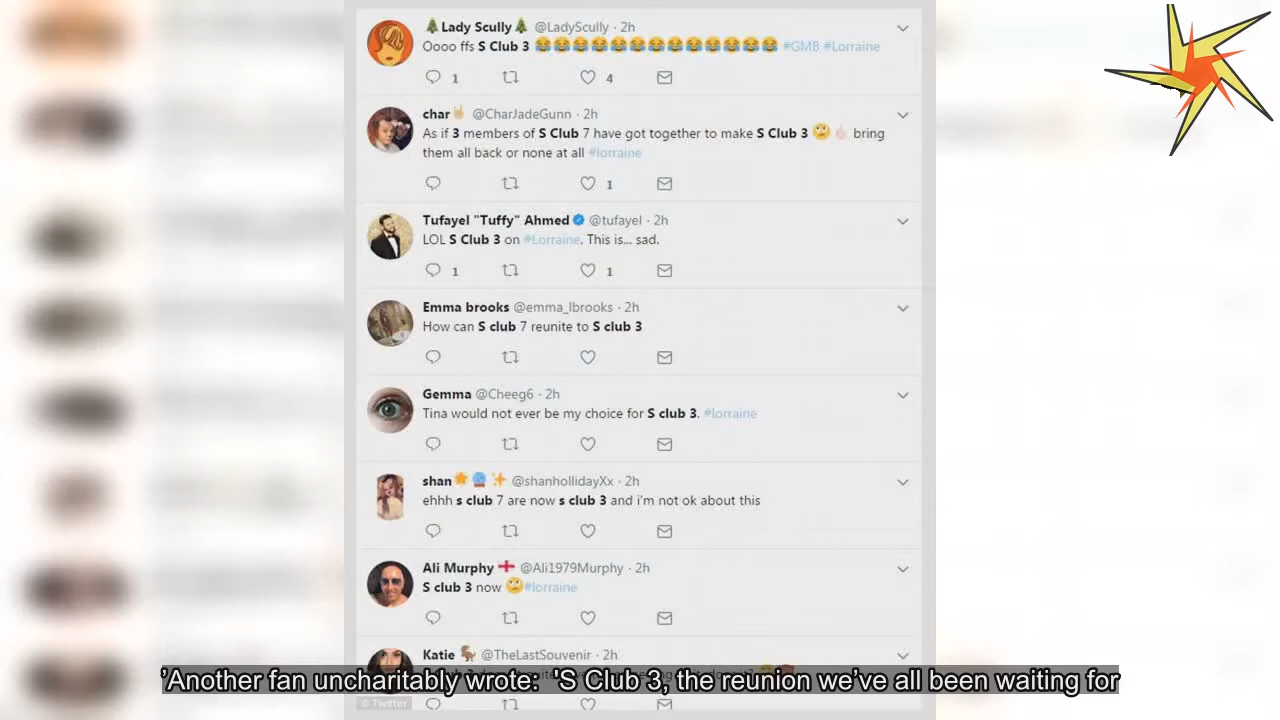 🎄Lady Scully🎄 @LadyScully · 2h
Oooo ffs S Club 3 😂😂😂😂😂😂😂😂😂😂😂😂😂 #GMB #Lorraine
1 4
char🤘 @CharJadeGunn · 2h
As if 3 members of S Club 7 have got together to make S Club 3 🙄 🖕🏻 bring
them all back or none at all #lorraine
1
Tufayel "Tuffy" Ahmed @tufayel · 2h
LOL S Club 3 on #Lorraine. This is... sad.
1 1
Emma brooks @emma_lbrooks · 2h
How can S club 7 reunite to S club 3
Gemma @Cheeg6 · 2h
Tina would not ever be my choice for S club 3. #lorraine
shan🌟🔮✨ @shanhollidayXx · 2h
ehhh s club 7 are now s club 3 and i'm not ok about this
Ali Murphy @Ali1979Murphy · 2h
S club 3 now 🙄#lorraine
Katie 🐕 @TheLastSouvenir · 2h
'Another fan uncharitably wrote: 'S Club 3, the reunion we've all been waiting for
© Twitter